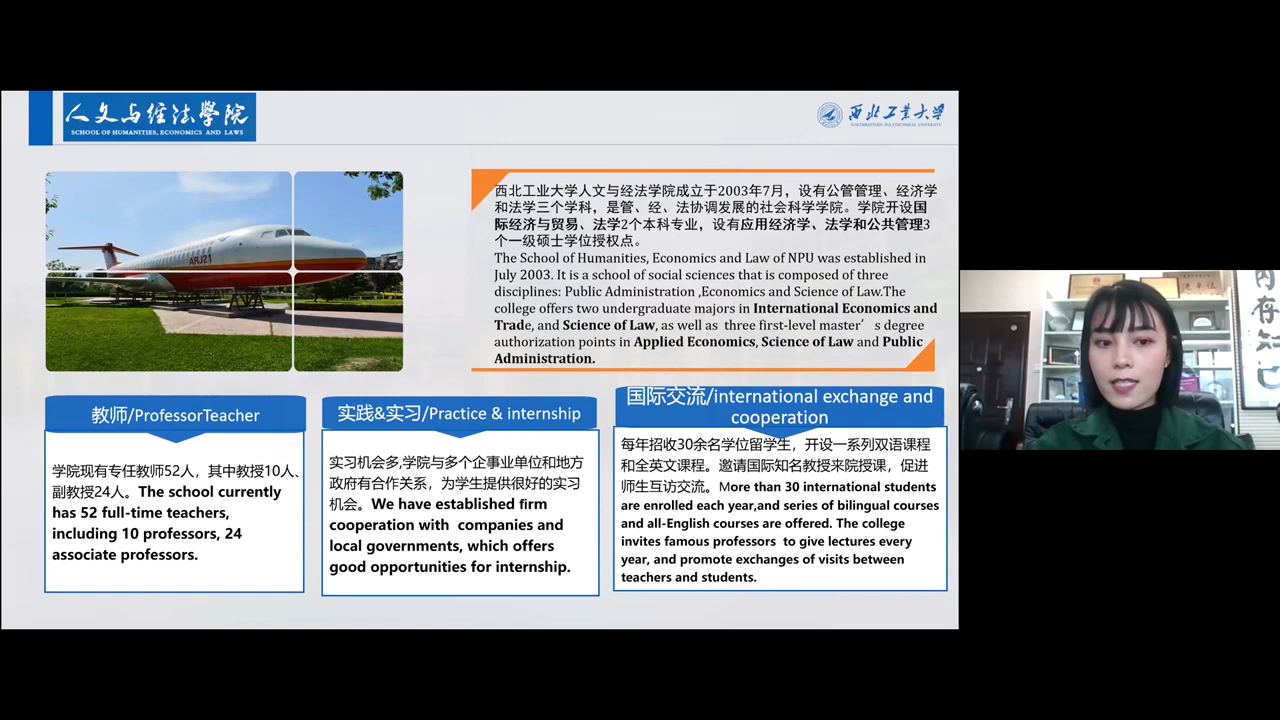 人文与经法學院
SCHOOL OF HUMANITIES, ECONOMICS AND LAWS
西北工業大学
NORTHWESTERN POLYTECHNICAL UNIVERSITY
ARJ21
西北工业大学人文与经法学院成立于2003年7月，设有公管管理、经济学
和法学三个学科，是管、经、法协调发展的社会科学学院。学院开设国
际经济与贸易、法学2个本科专业，设有应用经济学、法学和公共管理3
个一级硕士学位授权点。
The School of Humanities, Economics and Law of NPU was established in
July 2003. It is a school of social sciences that is composed of three
disciplines: Public Administration ,Economics and Science of Law.The
college offers two undergraduate majors in International Economics and
Trade, and Science of Law, as well as three first-level master's degree
authorization points in Applied Economics, Science of Law and Public
Administration.
教师/ProfessorTeacher
学院现有专任教师52人，其中教授10人、
副教授24人。The school currently
has 52 full-time teachers,
including 10 professors, 24
associate professors.
实践&实习/Practice & internship
实习机会多,学院与多个企事业单位和地方
政府有合作关系，为学生提供很好的实习
机会。We have established firm
cooperation with companies and
local governments, which offers
good opportunities for internship.
国际交流/international exchange and
cooperation
每年招收30余名学位留学生，开设一系列双语课程
和全英文课程。邀请国际知名教授来院授课，促进
师生互访交流。More than 30 international students
are enrolled each year,and series of bilingual courses
and all-English courses are offered. The college
invites famous professors to give lectures every
year, and promote exchanges of visits between
teachers and students.
内存知己